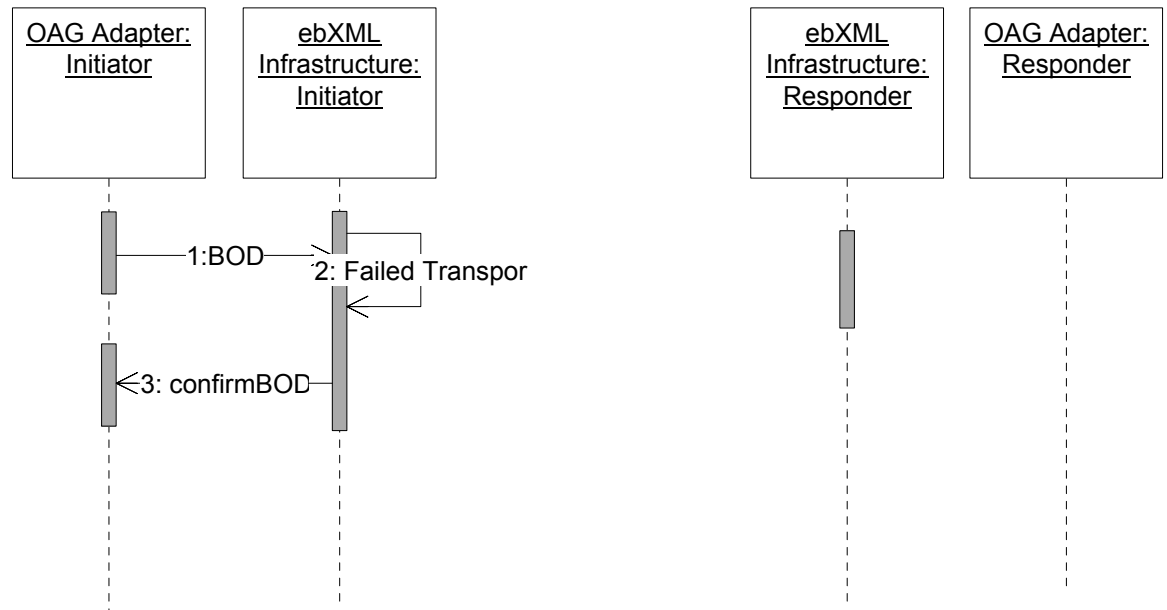 OAG Adapter:
Initiator
ebXML
Infrastructure:
Initiator
ebXML
Infrastructure:
Responder
OAG Adapter:
Responder
1:BOD
2: Failed Transpor
3: confirmBOD